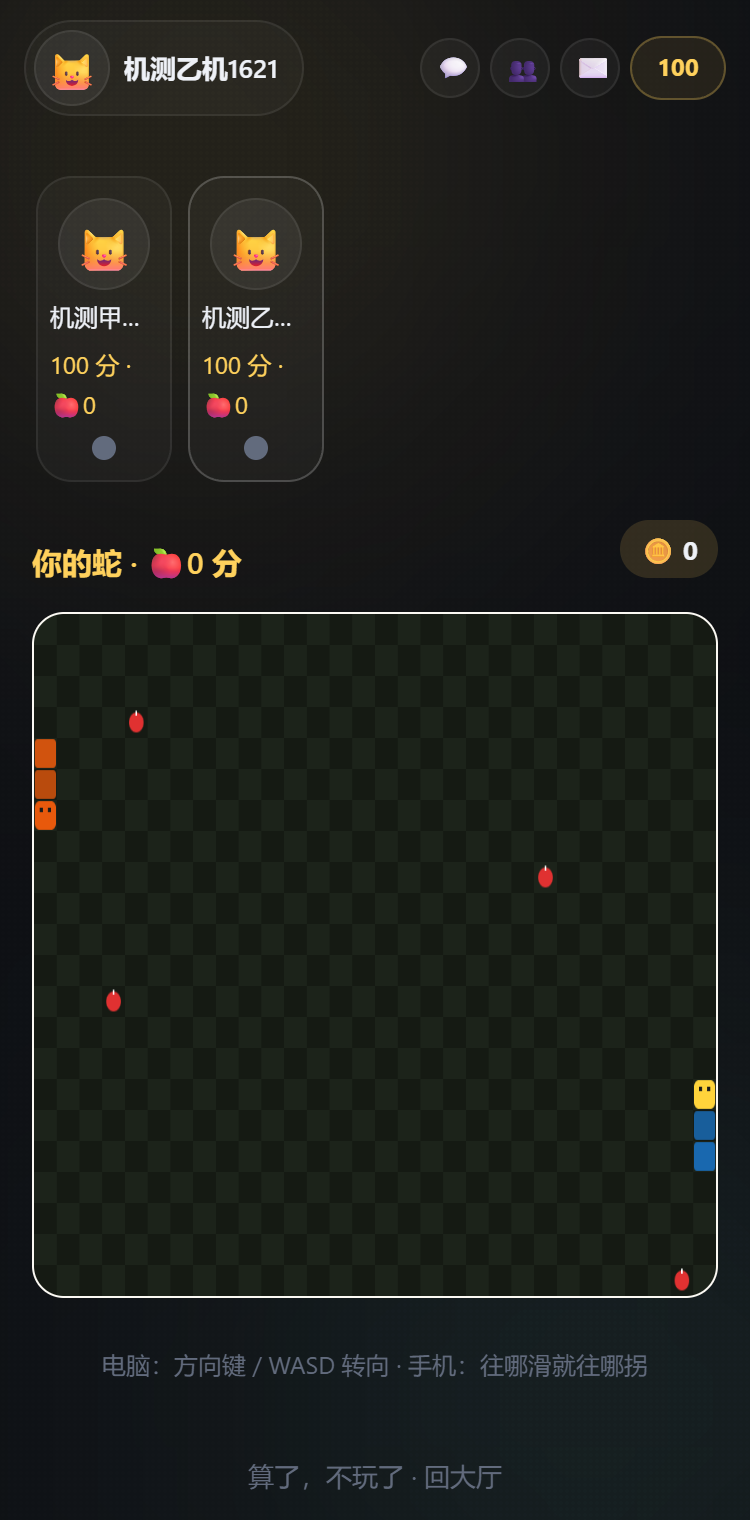 机测乙机1621
100
机测甲...
100 分 ·
0
机测乙...
100 分 ·
0
你的蛇 · 0 分
0
电脑：方向键 / WASD 转向 · 手机：往哪滑就往哪拐
算了，不玩了 · 回大厅